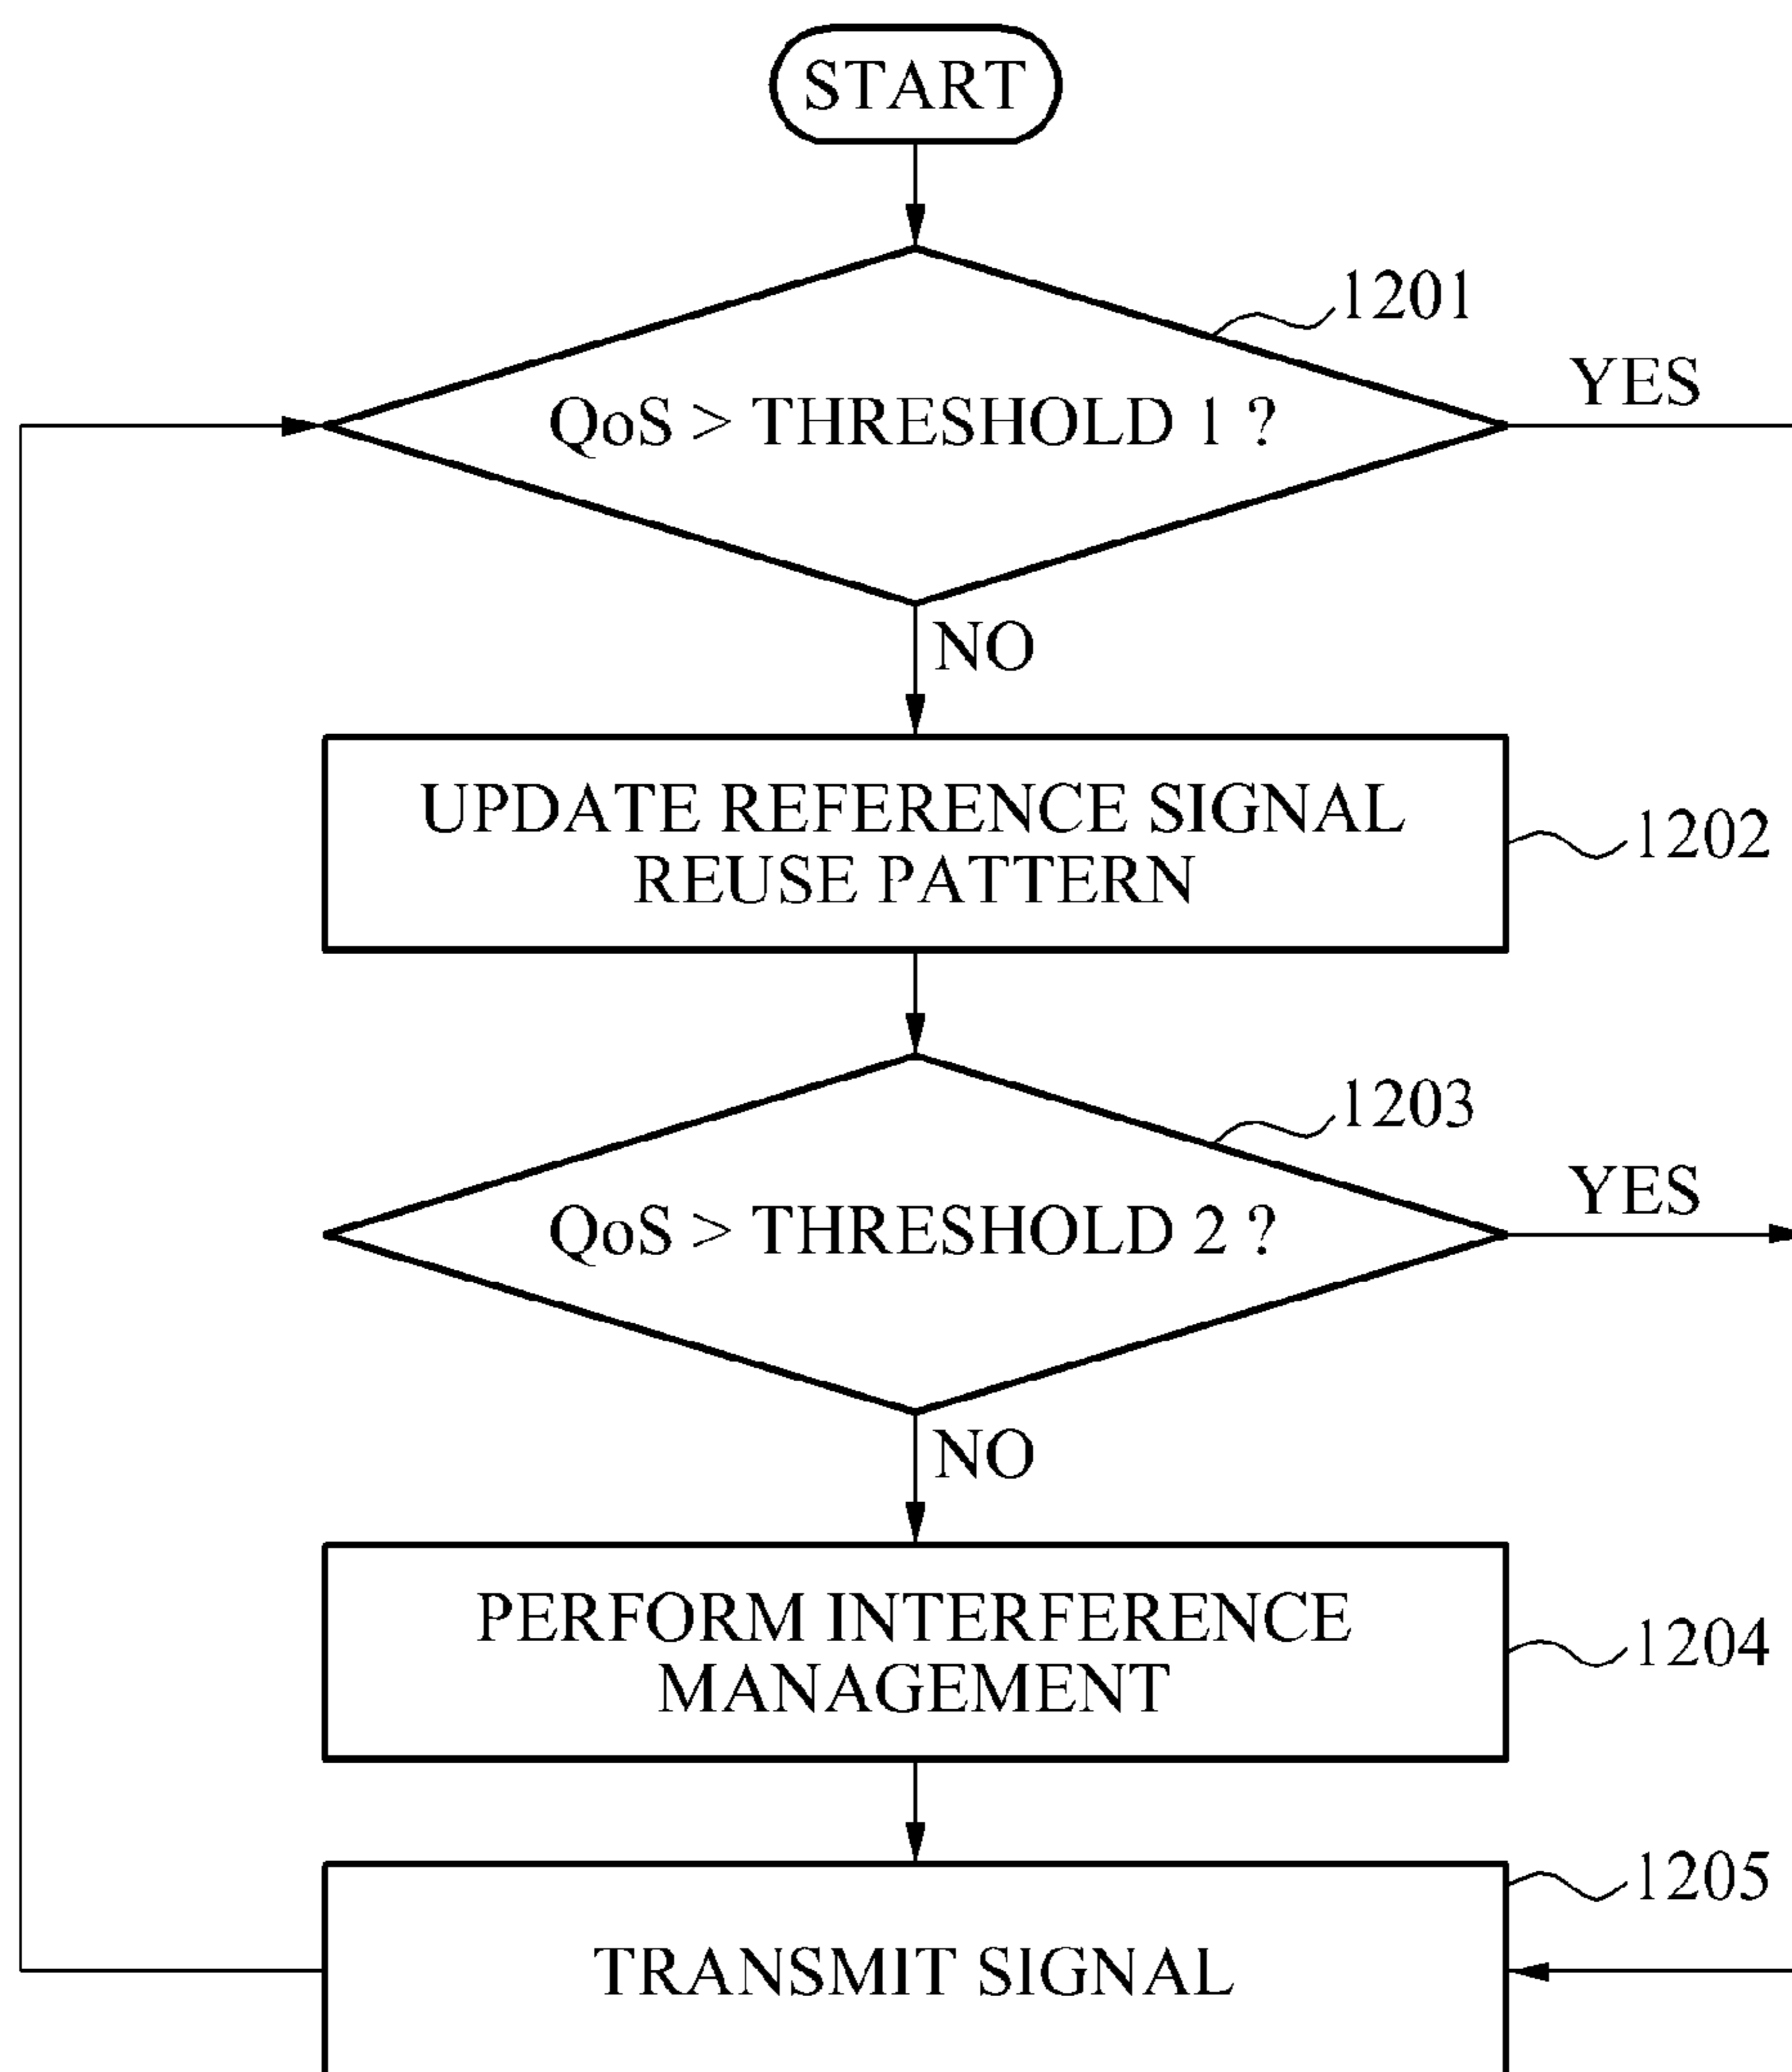 START
1201
YES
QoS > THRESHOLD 1 ?
NO
UPDATE REFERENCE SIGNAL
REUSE PATTERN
1202
1203
YES
QoS > THRESHOLD 2 ?
NO
PERFORM INTERFERENCE
MANAGEMENT
1204
1205
TRANSMIT SIGNAL